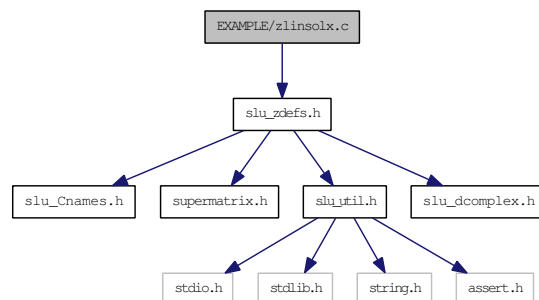 EXAMPLE/zlinsolx.c
slu_zdefs.h
slu_Cnames.h
supermatrix.h
slu_util.h
slu_dcomplex.h
stdio.h
stdlib.h
string.h
assert.h